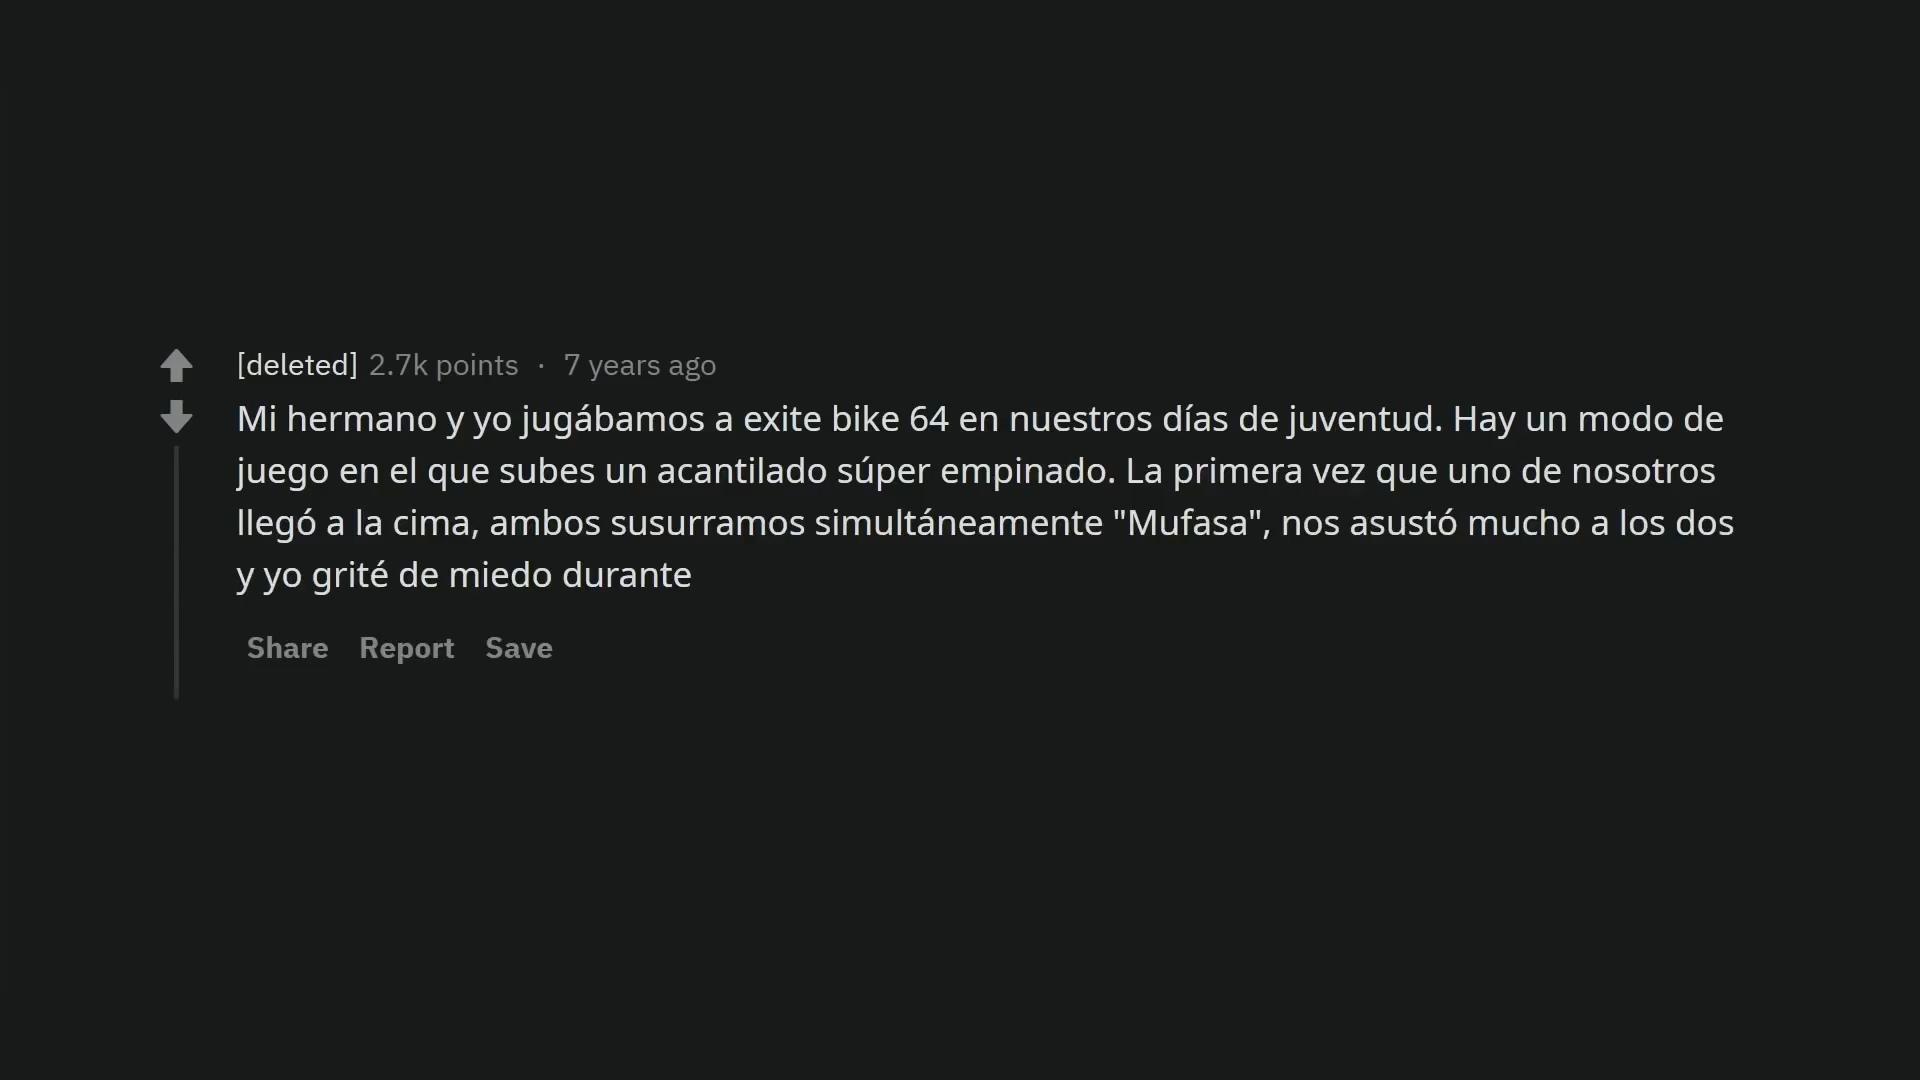 [deleted] 2.7k points · 7 years ago
Mi hermano y yo jugábamos a exite bike 64 en nuestros días de juventud. Hay un modo de
juego en el que subes un acantilado súper empinado. La primera vez que uno de nosotros
llegó a la cima, ambos susurramos simultáneamente "Mufasa", nos asustó mucho a los dos
y yo grité de miedo durante
Share Report Save